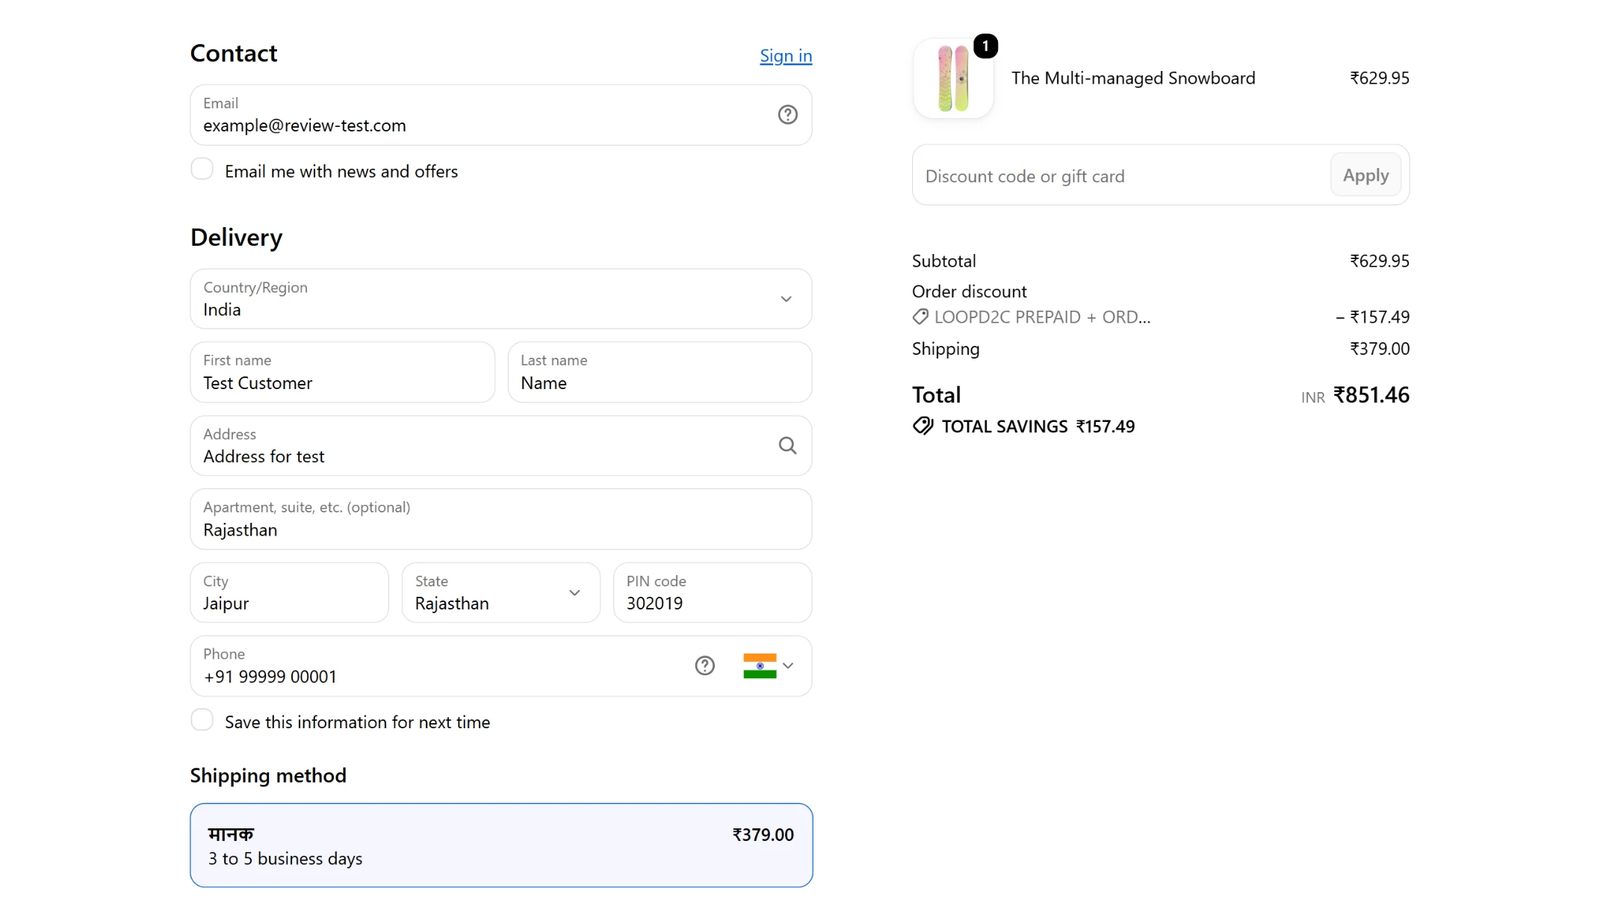 Contact
Sign in
Email
example@review-test.com
Email me with news and offers
Delivery
Country/Region
India
First name
Test Customer
Last name
Name
Address
Address for test
Apartment, suite, etc. (optional)
Rajasthan
City
Jaipur
State
Rajasthan
PIN code
302019
Phone
+91 99999 00001
Save this information for next time
Shipping method
मानक
₹379.00
3 to 5 business days
1
The Multi-managed Snowboard
₹629.95
Discount code or gift card
Apply
Subtotal
₹629.95
Order discount
LOOPD2C PREPAID + ORD...
− ₹157.49
Shipping
₹379.00
Total
INR ₹851.46
TOTAL SAVINGS ₹157.49